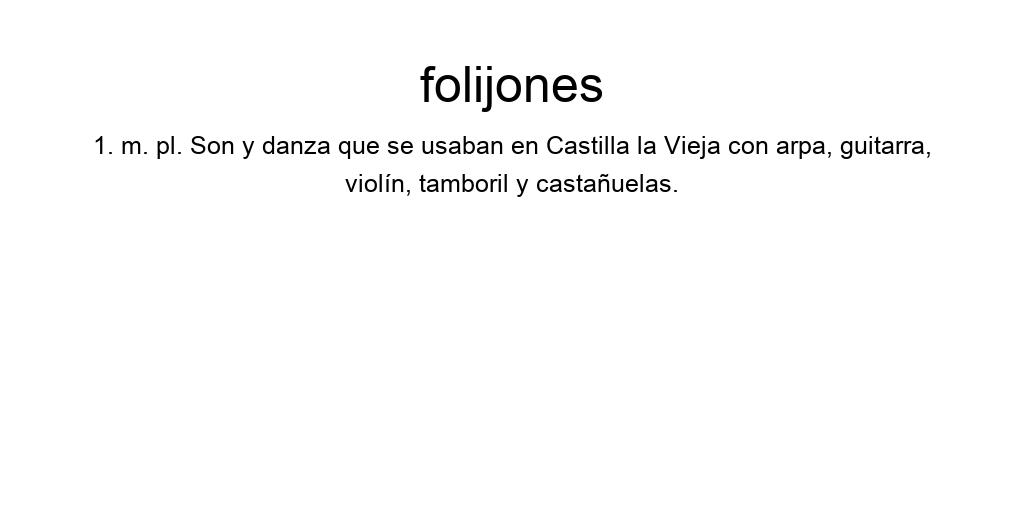 folijones
1. m. pl. Son y danza que se usaban en Castilla la Vieja con arpa, guitarra,
violín, tamboril y castañuelas.